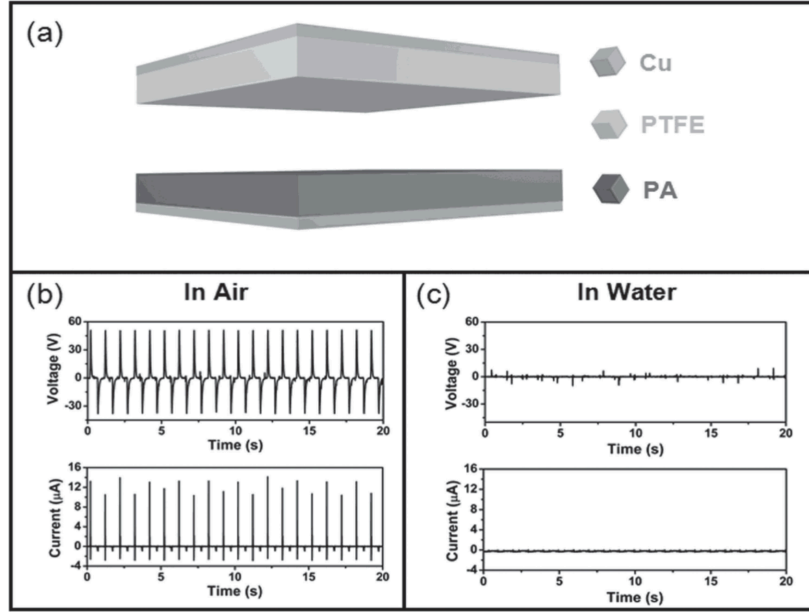 (a)
Cu
PTFE
PA
(b)
In Air
60
30
0
-30
Voltage (V)
0 5 10 15 20
Time (s)
16
12
8
4
0
-4
Current (μA)
0 5 10 15 20
Time (s)
(c)
In Water
60
30
0
-30
Voltage (V)
0 5 10 15 20
Time (s)
16
12
8
4
0
-4
Current (μA)
0 5 10 15 20
Time (s)